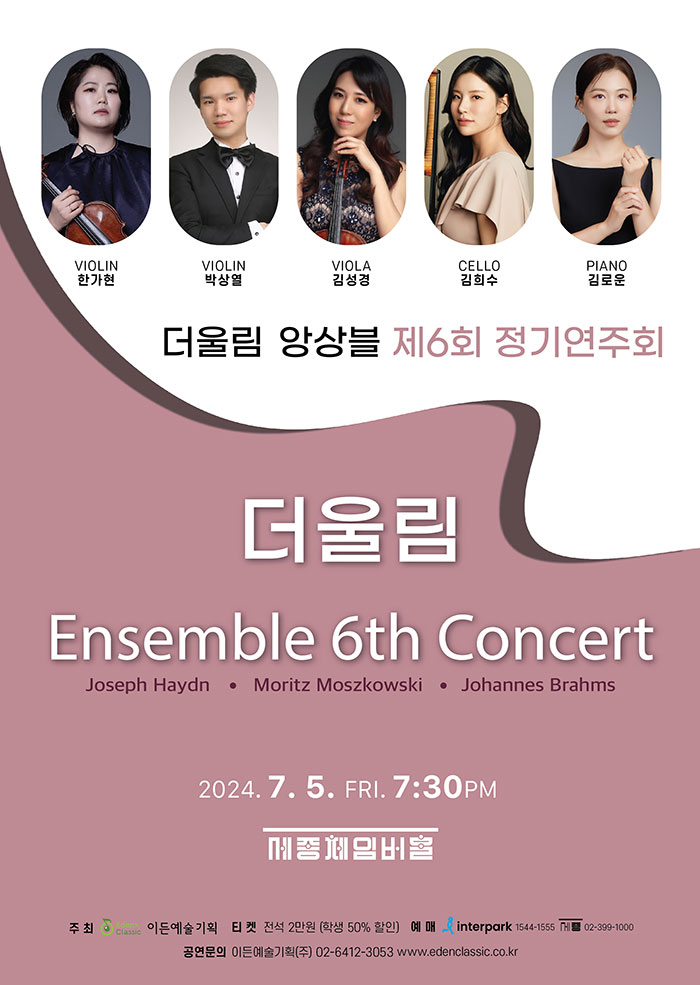 VIOLIN
한가현
VIOLIN
박상열
VIOLA
김성경
CELLO
김희수
PIANO
김로운
더울림 앙상블 제6회 정기연주회
더울림
Ensemble 6th Concert
Joseph Haydn • Moritz Moszkowski • Johannes Brahms
2024. 7. 5. FRI. 7:30PM
세종체임버홀
주최 Eden Classic 이든예술기획 티켓 전석 2만원 (학생 50% 할인) 예매 interpark 1544-1555 세종 02-399-1000
공연문의 이든예술기획(주) 02-6412-3053 www.edenclassic.co.kr